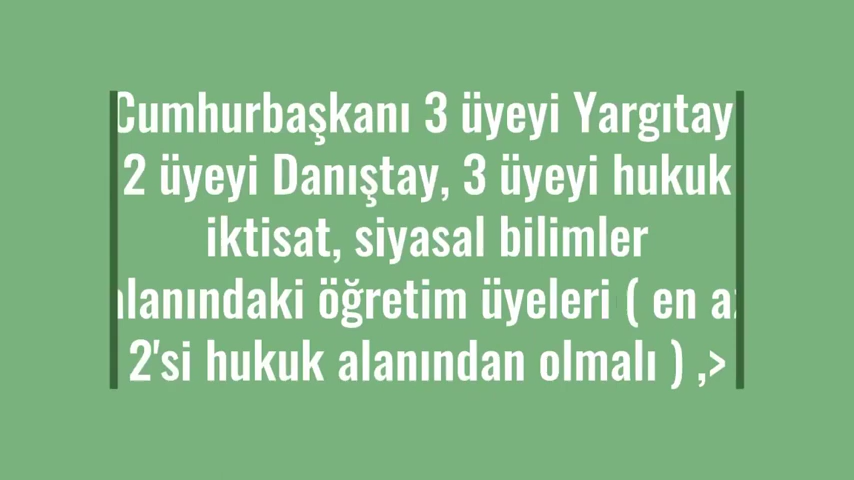 Cumhurbaşkanı 3 üyeyi Yargıtay
2 üyeyi Danıştay, 3 üyeyi hukuk
iktisat, siyasal bilimler
alanındaki öğretim üyeleri ( en az
2'si hukuk alanından olmalı ) ,>